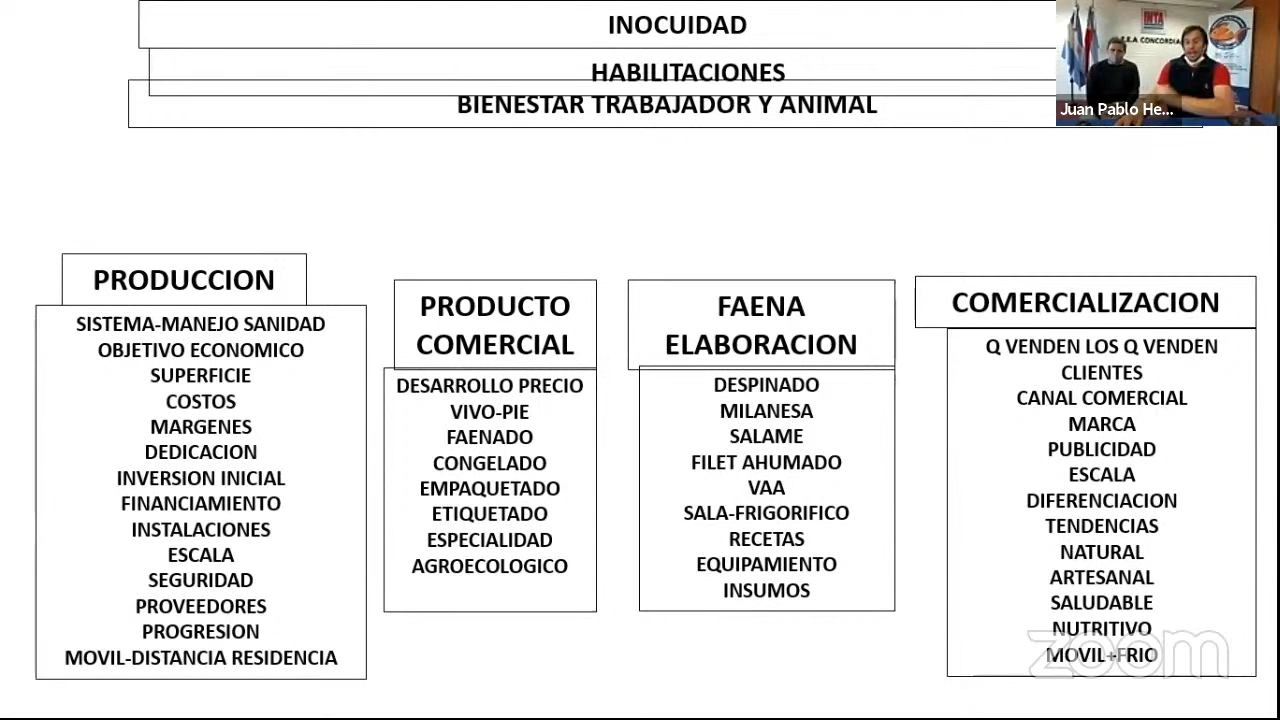 INOCUIDAD
HABILITACIONES
BIENESTAR TRABAJADOR Y ANIMAL
INTA
E.E.A CONCORDIA
Juan Pablo He...
PRODUCCION
SISTEMA-MANEJO SANIDAD
OBJETIVO ECONOMICO
SUPERFICIE
COSTOS
MARGENES
DEDICACION
INVERSION INICIAL
FINANCIAMIENTO
INSTALACIONES
ESCALA
SEGURIDAD
PROVEEDORES
PROGRESION
MOVIL-DISTANCIA RESIDENCIA
PRODUCTO
COMERCIAL
DESARROLLO PRECIO
VIVO-PIE
FAENADO
CONGELADO
EMPAQUETADO
ETIQUETADO
ESPECIALIDAD
AGROECOLOGICO
FAENA
ELABORACION
DESPINADO
MILANESA
SALAME
FILET AHUMADO
VAA
SALA-FRIGORIFICO
RECETAS
EQUIPAMIENTO
INSUMOS
COMERCIALIZACION
Q VENDEN LOS Q VENDEN
CLIENTES
CANAL COMERCIAL
MARCA
PUBLICIDAD
ESCALA
DIFERENCIACION
TENDENCIAS
NATURAL
ARTESANAL
SALUDABLE
NUTRITIVO
MOVIL+FRIO
zoom